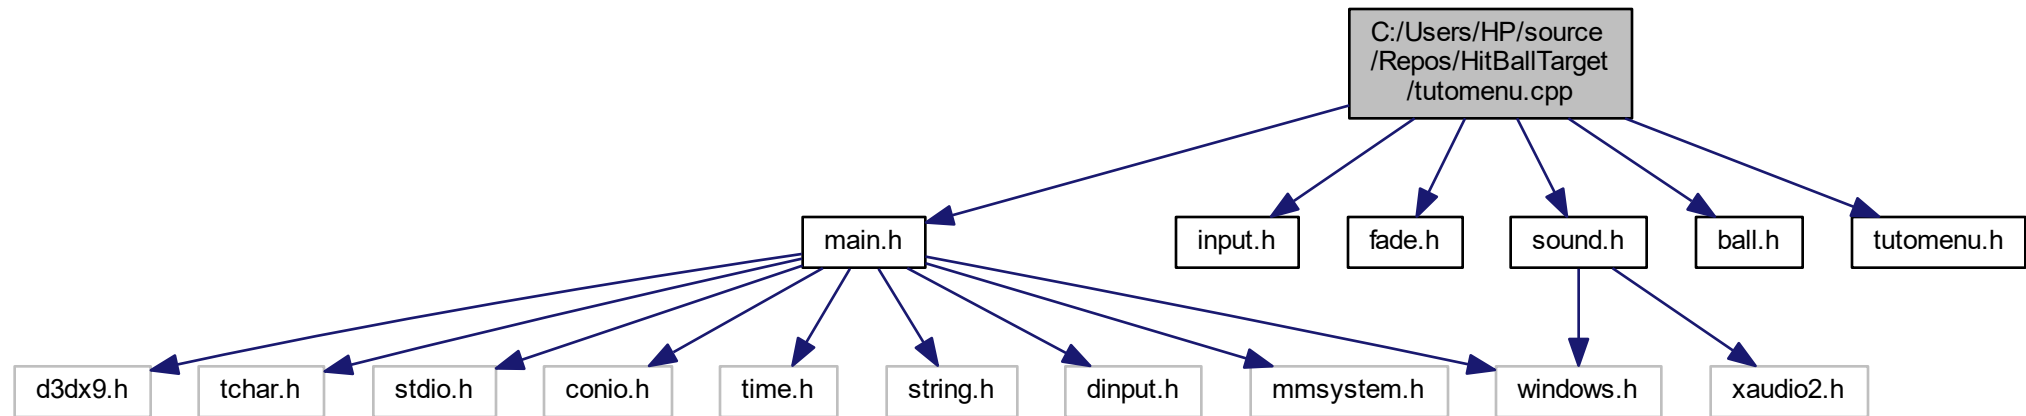 C:/Users/HP/source
/Repos/HitBallTarget
/tutomenu.cpp
main.h
input.h
fade.h
sound.h
ball.h
tutomenu.h
d3dx9.h
tchar.h
stdio.h
conio.h
time.h
string.h
dinput.h
mmsystem.h
windows.h
xaudio2.h